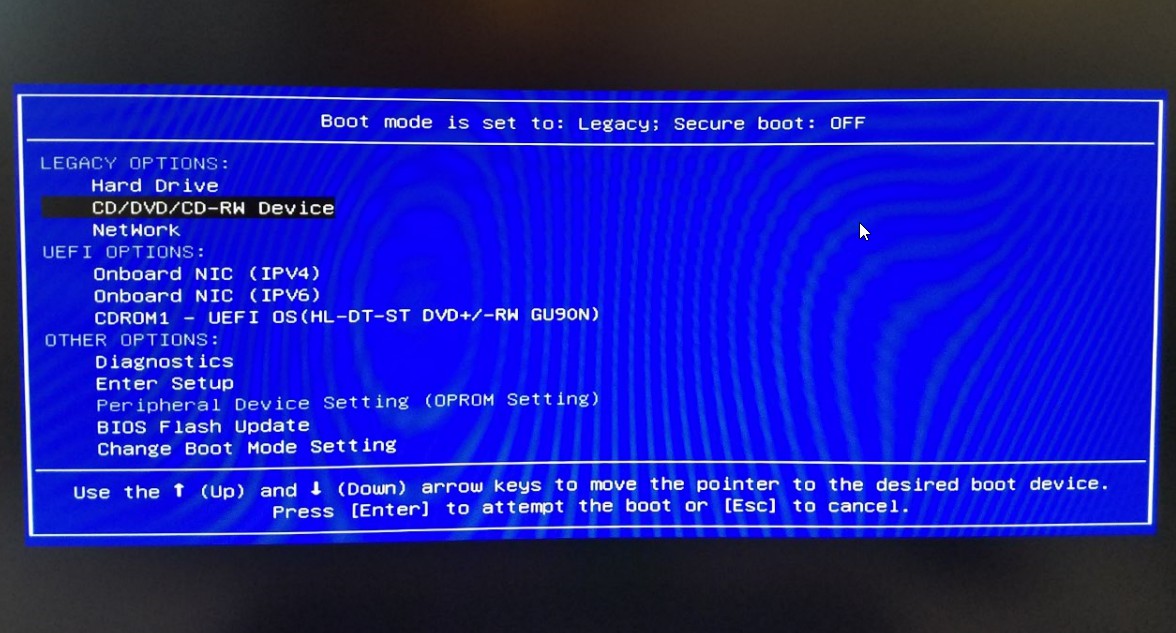 Boot mode is set to: Legacy; Secure boot: OFF
LEGACY OPTIONS:
Hard Drive
CD/DVD/CD-RW Device
NetWork
UEFI OPTIONS:
Onboard NIC (IPV4)
Onboard NIC (IPV6)
CDROM1 - UEFI OS(HL-DT-ST DVD+/-RW GU90N)
OTHER OPTIONS:
Diagnostics
Enter Setup
Peripheral Device Setting (OPROM Setting)
BIOS Flash Update
Change Boot Mode Setting
Use the ↑ (Up) and ↓ (Down) arrow keys to move the pointer to the desired boot device.
Press [Enter] to attempt the boot or [Esc] to cancel.